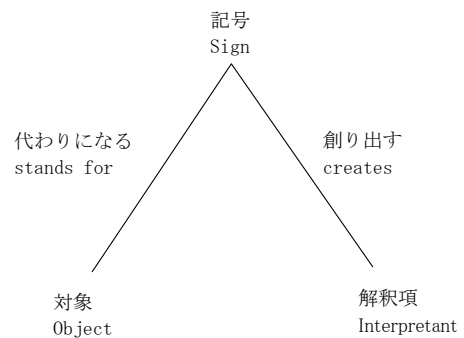 記号
Sign
代わりになる
stands for
創り出す
creates
対象
Object
解釈項
Interpretant